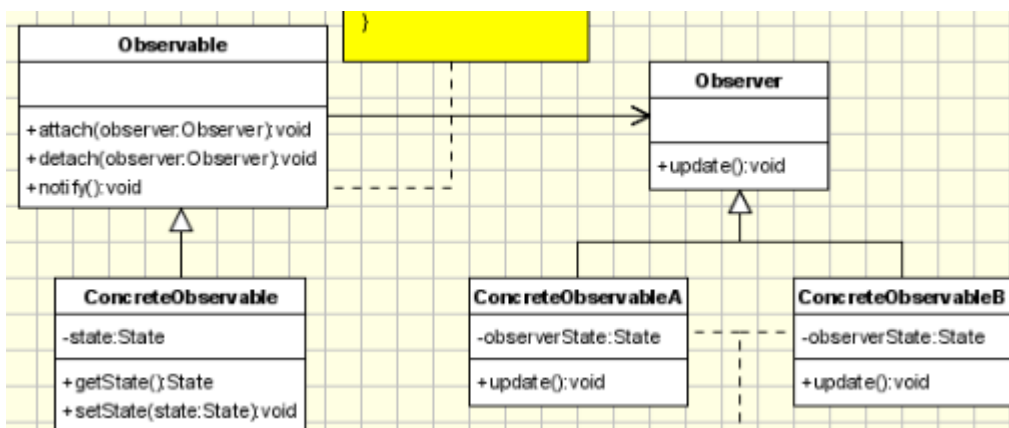 }
Observable
+attach(observer:Observer):void
+detach(observer:Observer):void
+notify():void
Observer
+update():void
ConcreteObservable
-state:State
+getState():State
+setState(state:State):void
ConcreteObservableA
-observerState:State
+update():void
ConcreteObservableB
-observerState:State
+update():void